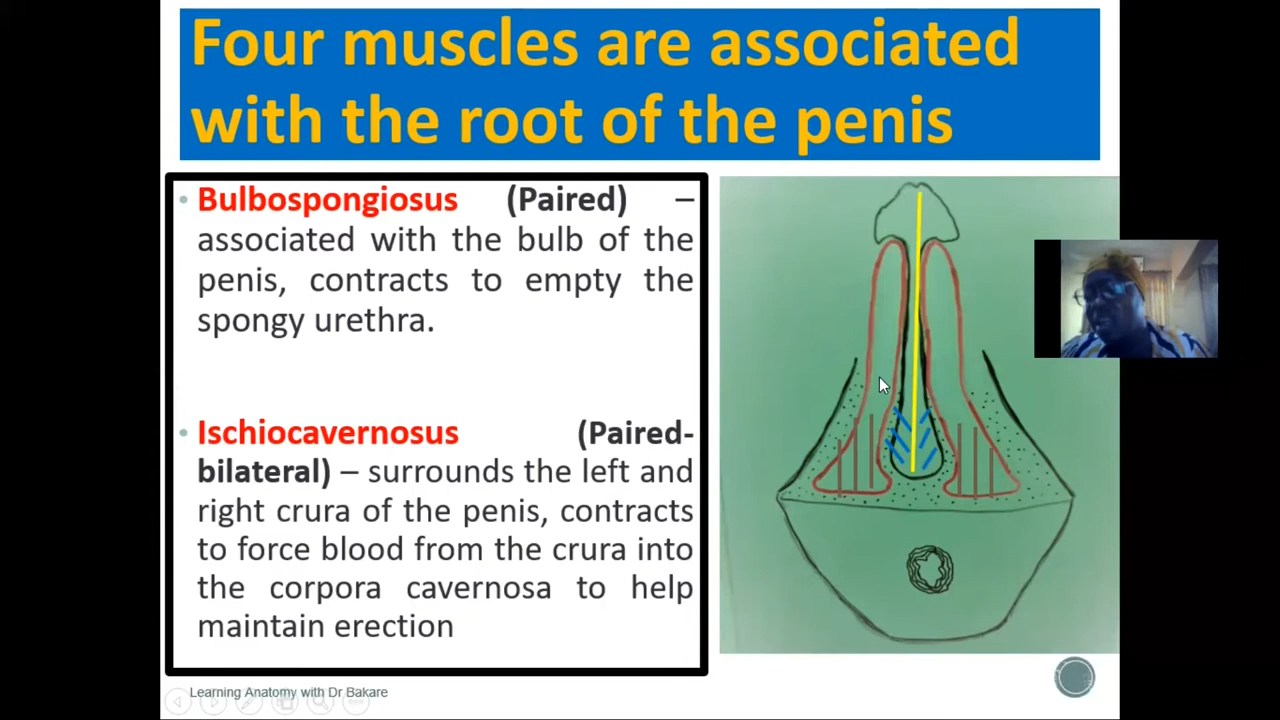 Four muscles are associated
with the root of the penis
• Bulbospongiosus (Paired) –
associated with the bulb of the
penis, contracts to empty the
spongy urethra.
• Ischiocavernosus (Paired-
bilateral) – surrounds the left and
right crura of the penis, contracts
to force blood from the crura into
the corpora cavernosa to help
maintain erection
Learning Anatomy with Dr Bakare